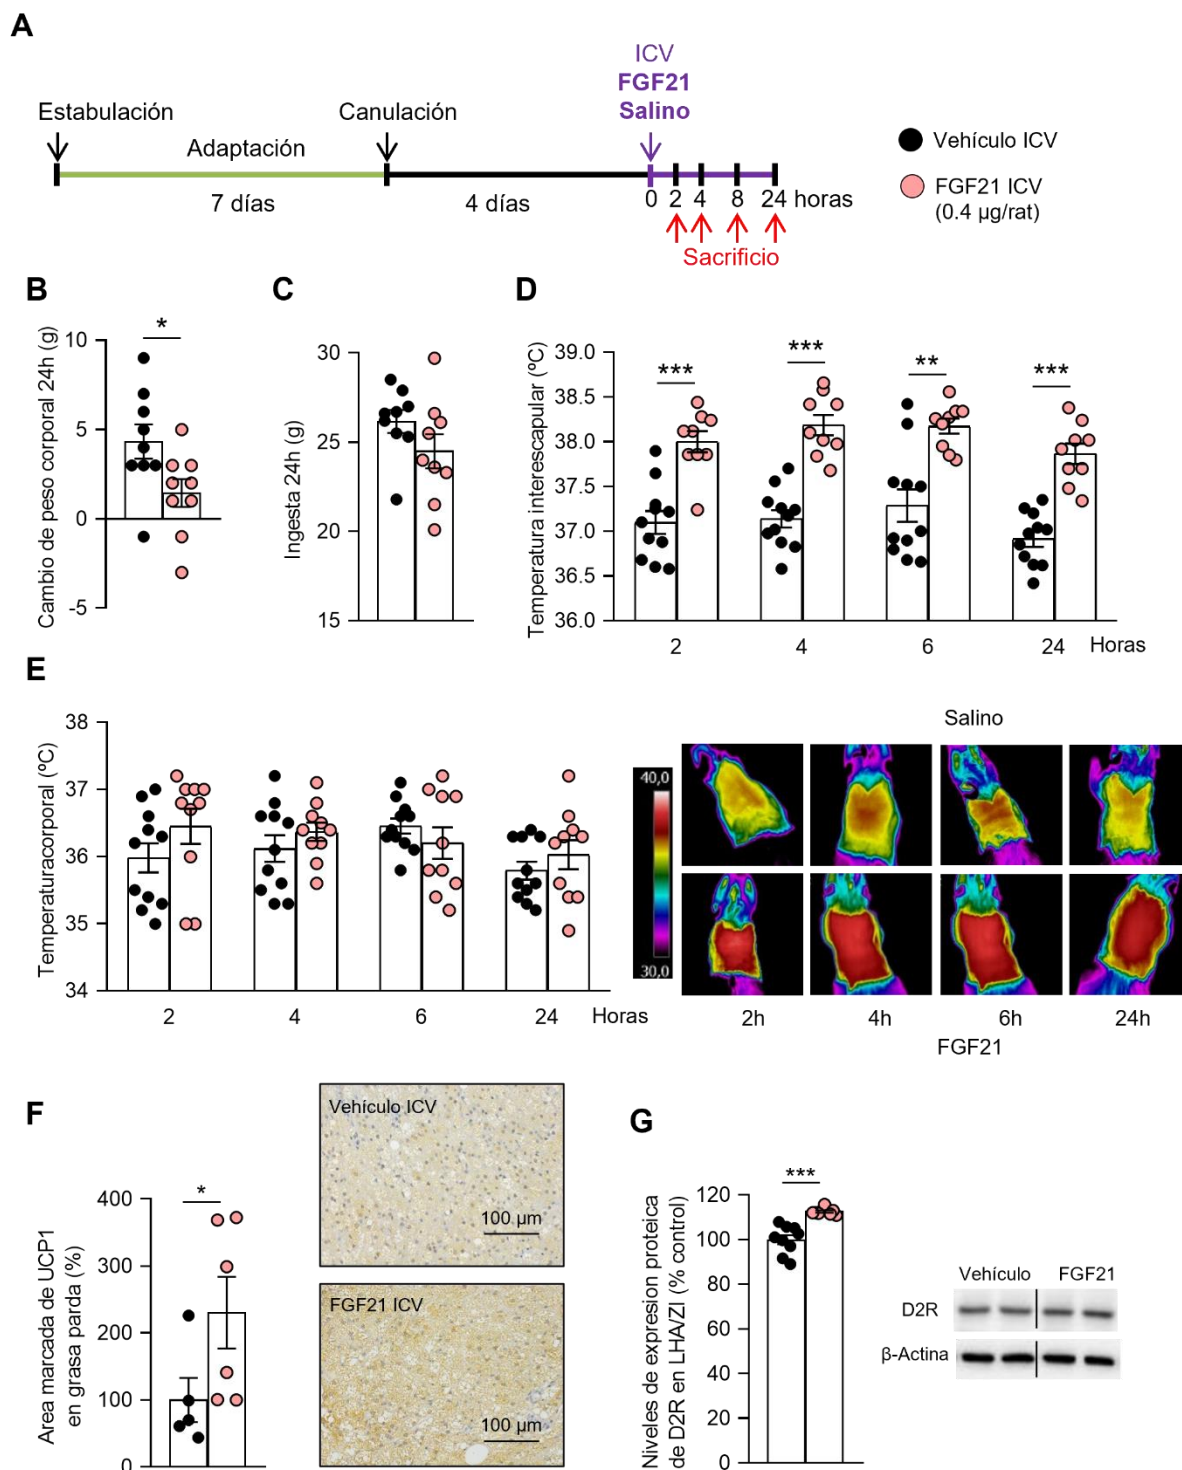 A
ICV
FGF21
Salino
Estabulación
Canulación
Adaptación
7 días
4 días
0 2 4 8 24 horas
Sacrificio
Vehículo ICV
FGF21 ICV
(0.4 µg/rat)
B
Cambio de peso corporal 24h (g)
10
5
0
-5
*
C
Ingesta 24h (g)
30
25
20
15
D
Temperatura interescapular (ºC)
39.0
38.5
38.0
37.5
37.0
36.5
36.0
***
***
**
***
2 4 6 24 Horas
E
Temperaturacorporal (ºC)
38
37
36
35
34
2 4 6 24 Horas
Salino
40,0
30,0
2h 4h 6h 24h
FGF21
F
Area marcada de UCP1
en grasa parda (%)
400
300
200
100
0
*
Vehículo ICV
100 µm
FGF21 ICV
100 µm
G
Niveles de expresion proteica
de D2R en LHA/ZI (% control)
120
100
80
60
40
20
0
***
Vehículo FGF21
D2R
β-Actina